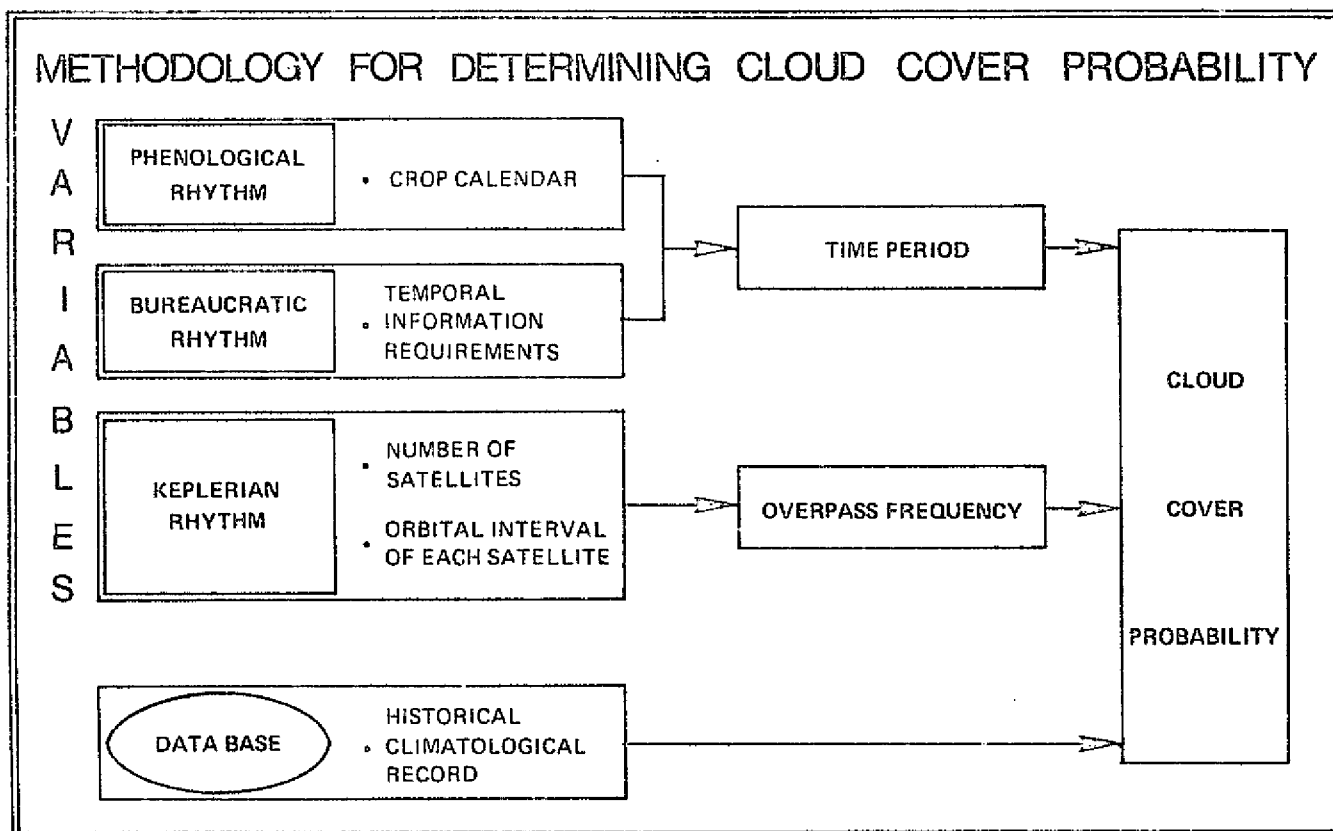 METHODOLOGY FOR DETERMINING CLOUD COVER PROBABILITY
VARIABLES
PHENOLOGICAL
RHYTHM
• CROP CALENDAR
BUREAUCRATIC
RHYTHM
TEMPORAL
• INFORMATION
REQUIREMENTS
TIME PERIOD
KEPLERIAN
RHYTHM
• NUMBER OF
SATELLITES
• ORBITAL INTERVAL
OF EACH SATELLITE
OVERPASS FREQUENCY
DATA BASE
HISTORICAL
• CLIMATOLOGICAL
RECORD
CLOUD
COVER
PROBABILITY